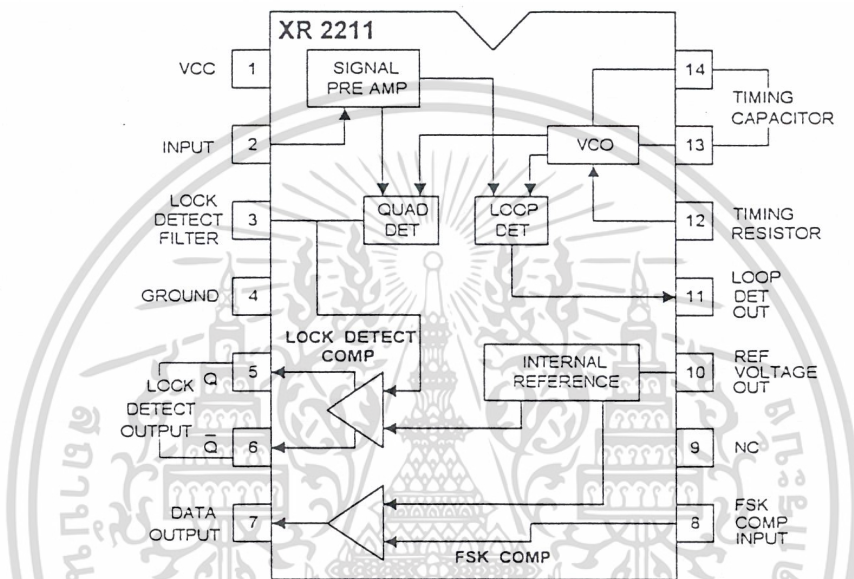 XR 2211
VCC 1
SIGNAL
PRE AMP
14
TIMING
CAPACITOR
INPUT 2
VCO
13
LOCK
DETECT
FILTER
3
QUAD
DET
LOOP
DET
12
TIMING
RESISTOR
GROUND 4
11
LOOP
DET
OUT
LOCK DETECT
COMP
INTERNAL
REFERENCE
10
REF
VOLTAGE
OUT
Q 5
LOCK
DETECT
OUTPUT
Q̅ 6
9 NC
DATA
OUTPUT
7
FSK COMP
8
FSK
COMP
INPUT